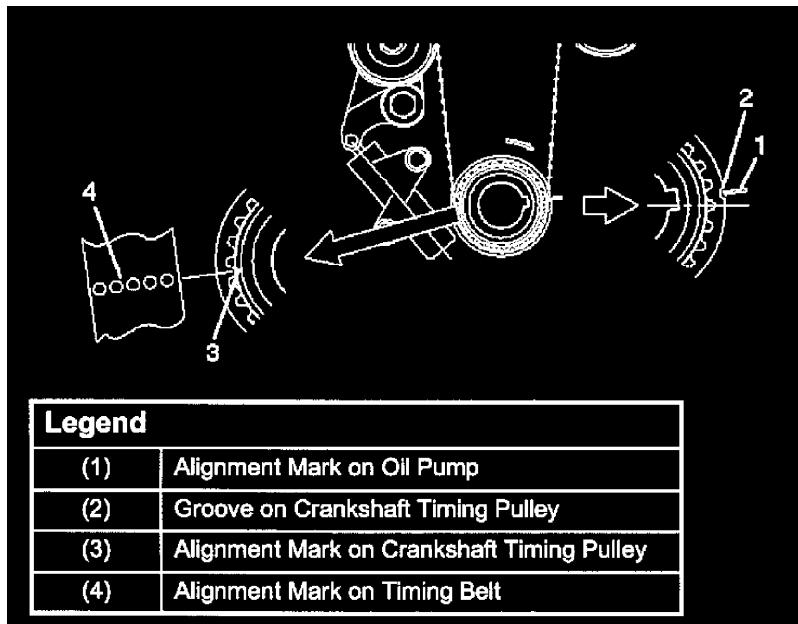 2
1
4
3
Legend
(1) Alignment Mark on Oil Pump
(2) Groove on Crankshaft Timing Pulley
(3) Alignment Mark on Crankshaft Timing Pulley
(4) Alignment Mark on Timing Belt